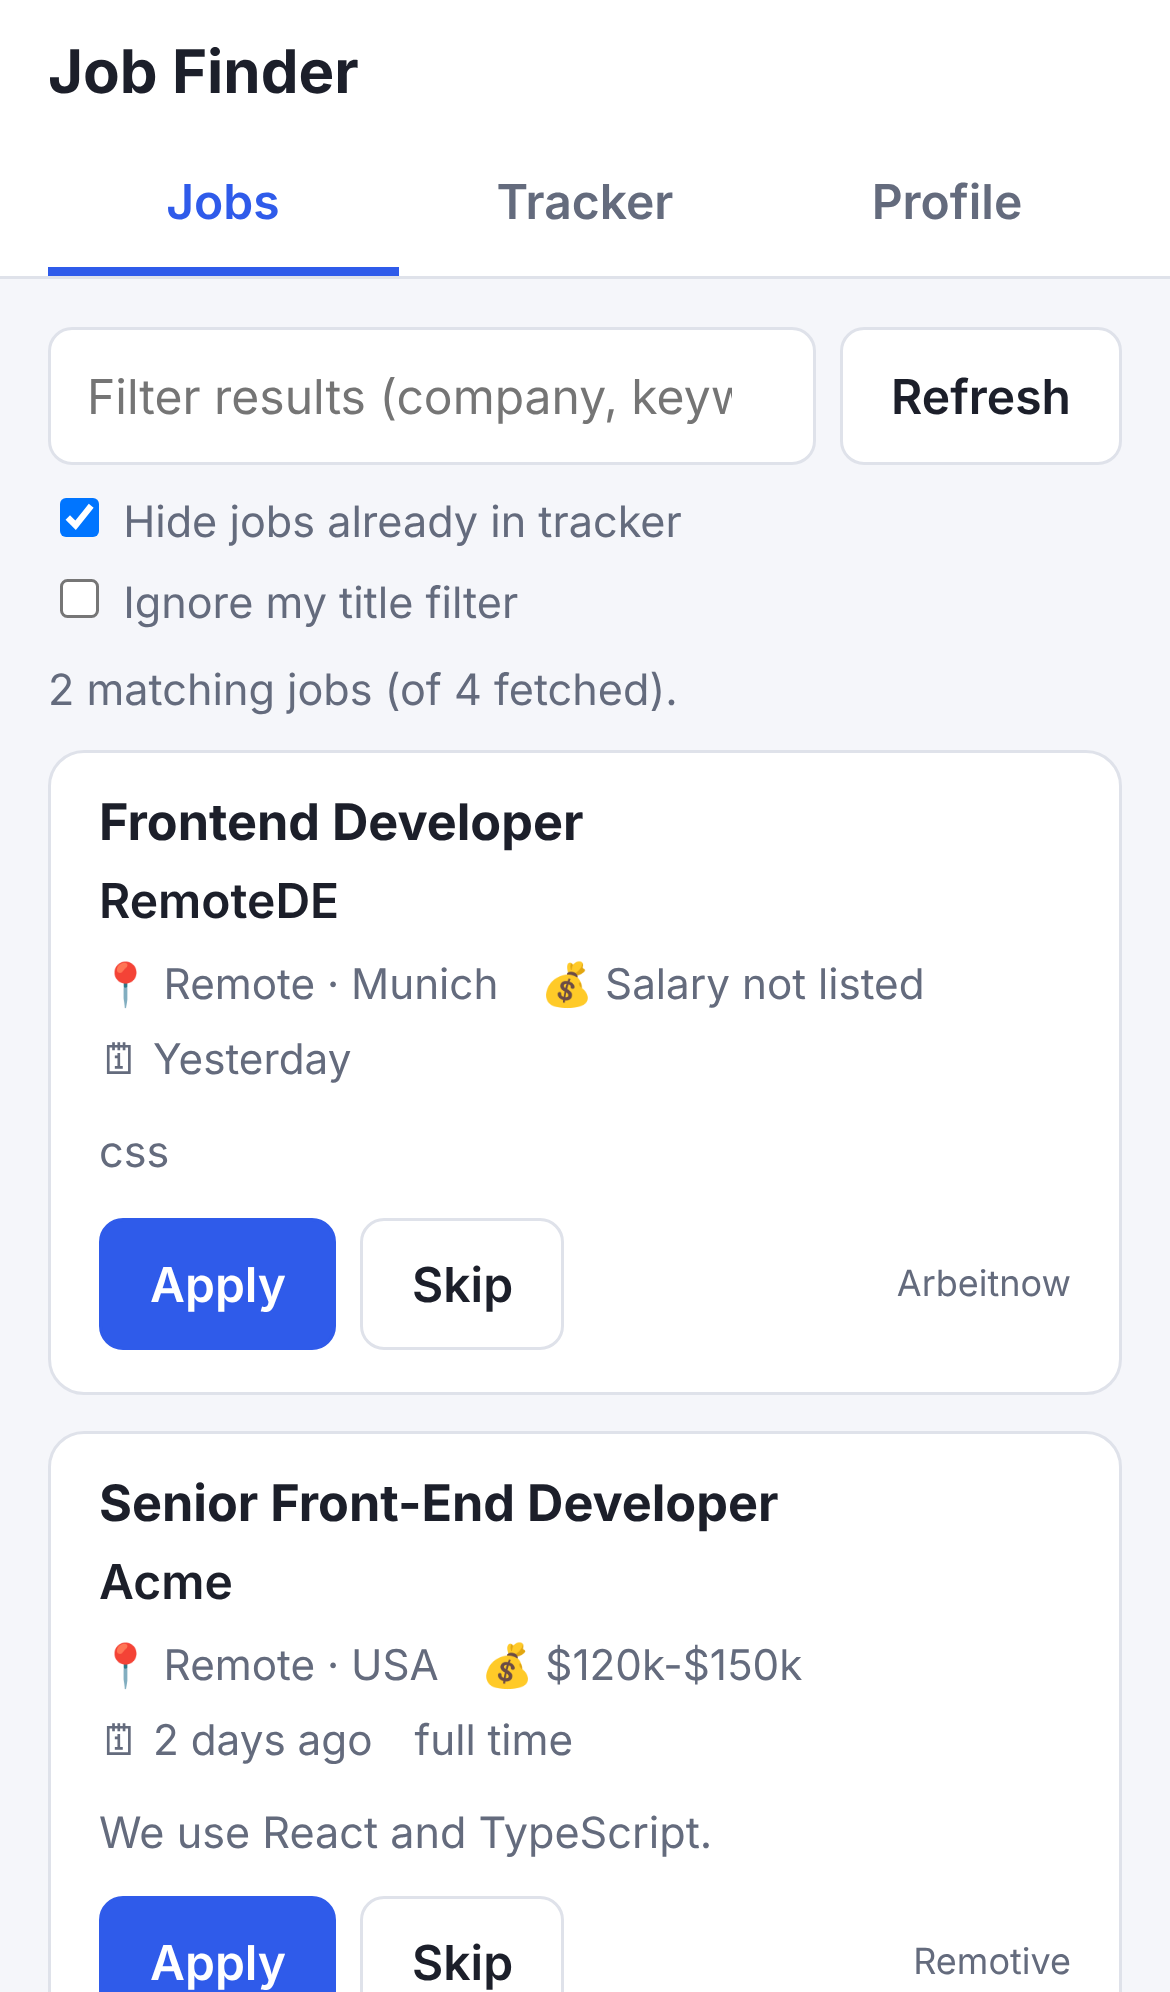 Job Finder
Jobs Tracker Profile
Filter results (company, keyw Refresh
Hide jobs already in tracker
Ignore my title filter
2 matching jobs (of 4 fetched).
Frontend Developer
RemoteDE
📍 Remote · Munich 💰 Salary not listed
🗓 Yesterday
css
Apply Skip Arbeitnow
Senior Front-End Developer
Acme
📍 Remote · USA 💰 $120k-$150k
🗓 2 days ago full time
We use React and TypeScript.
Apply Skip Remotive